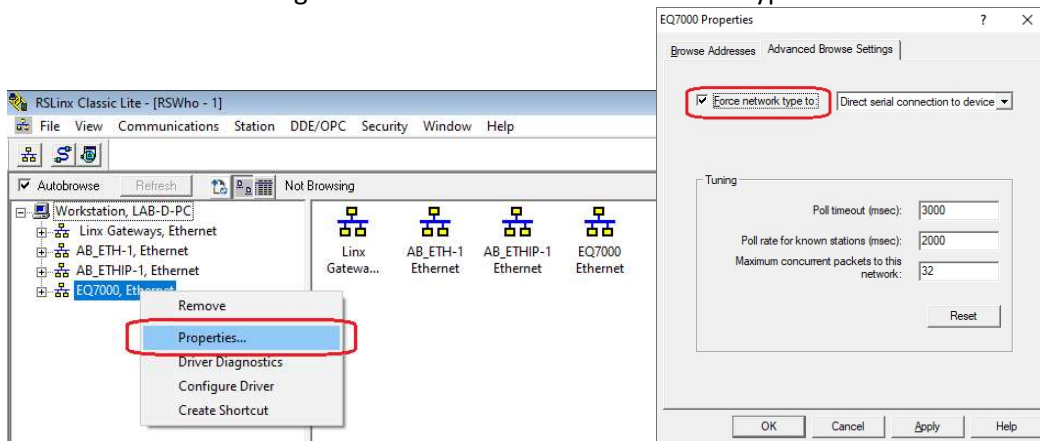 EQ7000 Properties ? ×
Browse Addresses Advanced Browse Settings
Force network type to: Direct serial connection to device
Tuning
Poll timeout (msec): 3000
Poll rate for known stations (msec): 2000
Maximum concurrent packets to this
network: 32
Reset
OK Cancel Apply Help
RSLinx Classic Lite - [RSWho - 1]
File View Communications Station DDE/OPC Security Window Help
Autobrowse Refresh Not Browsing
Workstation, LAB-D-PC
Linx Gateways, Ethernet
AB_ETH-1, Ethernet
AB_ETHIP-1, Ethernet
EQ7000, Ethernet
Remove
Properties...
Driver Diagnostics
Configure Driver
Create Shortcut
Linx
Gatewa...
AB_ETH-1
Ethernet
AB_ETHIP-1
Ethernet
EQ7000
Ethernet